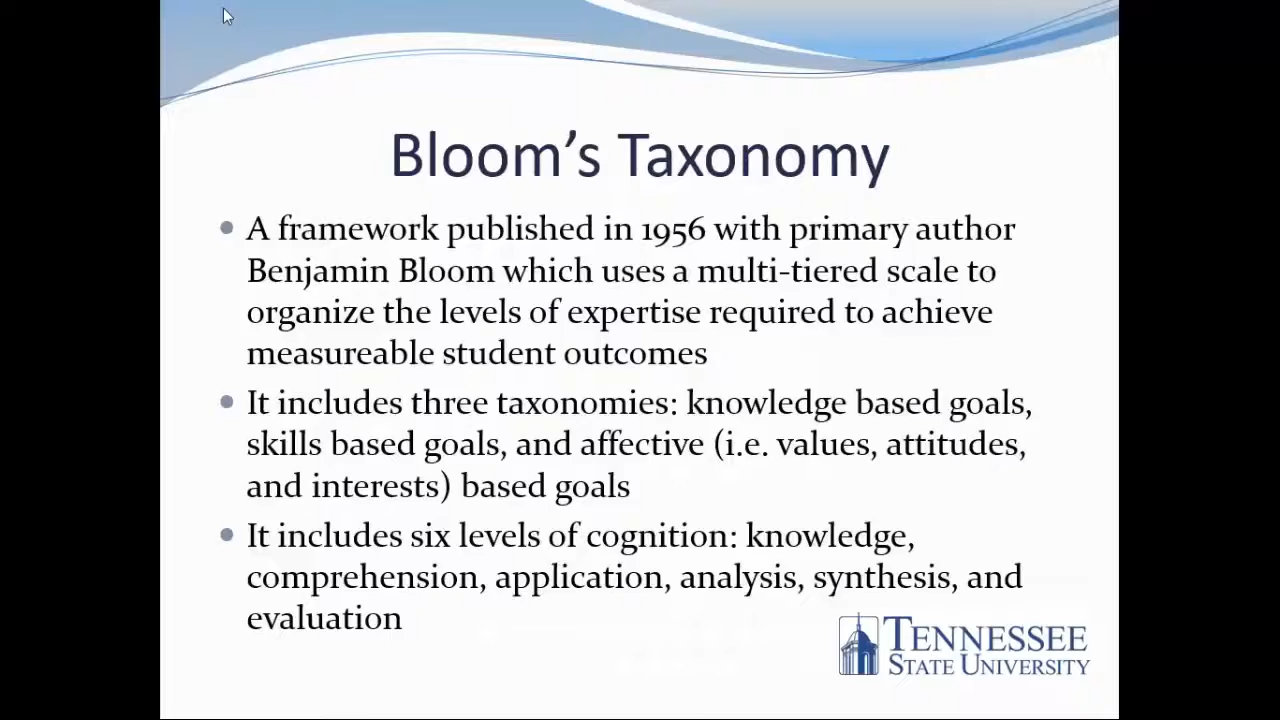 Bloom’s Taxonomy
• A framework published in 1956 with primary author
Benjamin Bloom which uses a multi-tiered scale to
organize the levels of expertise required to achieve
measureable student outcomes
• It includes three taxonomies: knowledge based goals,
skills based goals, and affective (i.e. values, attitudes,
and interests) based goals
• It includes six levels of cognition: knowledge,
comprehension, application, analysis, synthesis, and
evaluation
TENNESSEE
STATE UNIVERSITY